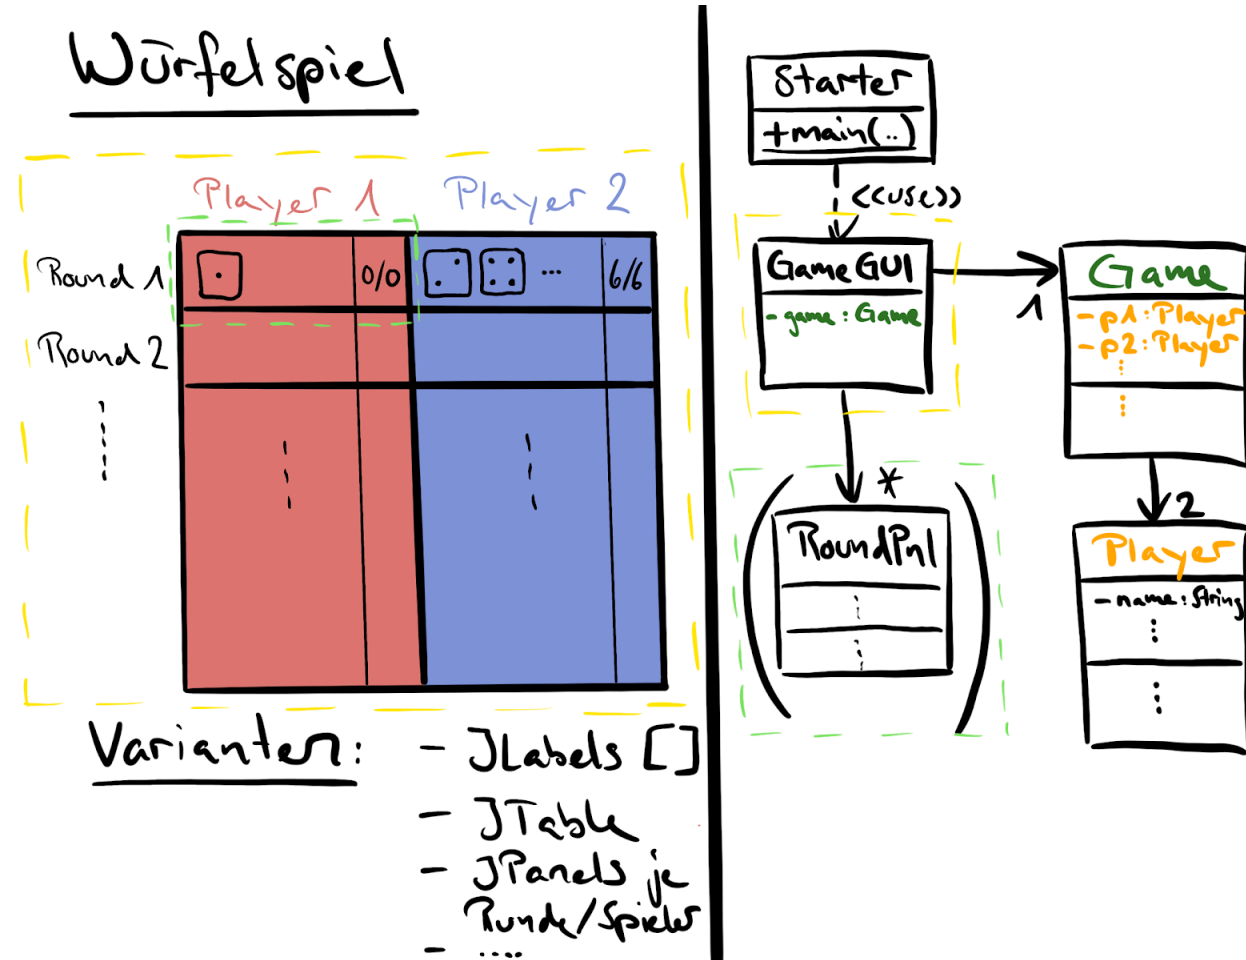 Würfelspiel
Player 1 Player 2
Round 1 0/0 ... 6/6
Round 2
Varianten: - JLabels []
- JTable
- JPanels je
Runde/Spieler
- ....
Starter
+main(..)
<<use>>
GameGUI
- game: Game
1
*
RoundPnl
Game
- p1: Player
- p2: Player
2
Player
- name: String